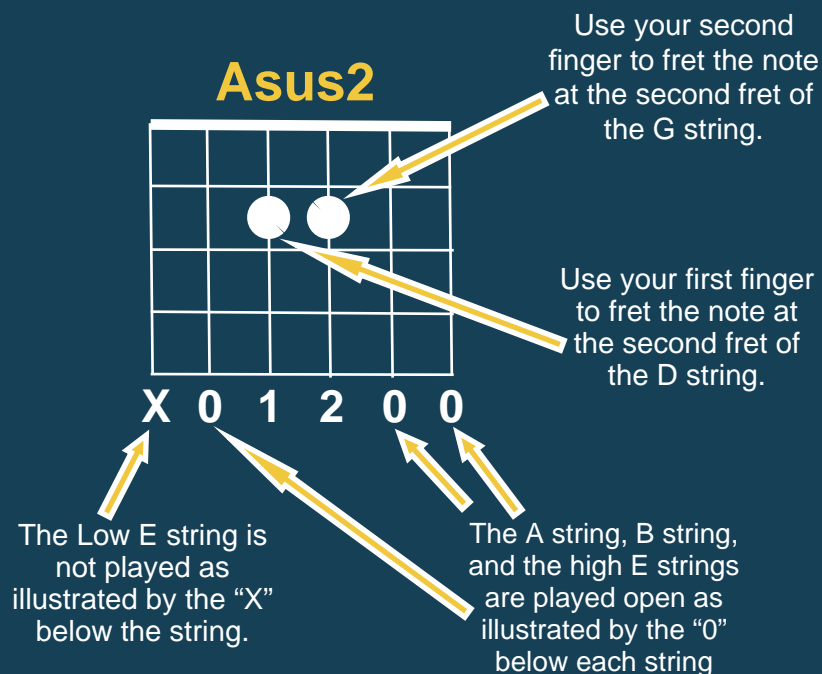 Asus2
Use your second
finger to fret the note
at the second fret of
the G string.
Use your first finger
to fret the note at
the second fret of
the D string.
X 0 1 2 0 0
The Low E string is
not played as
illustrated by the “X”
below the string.
The A string, B string,
and the high E strings
are played open as
illustrated by the “0”
below each string